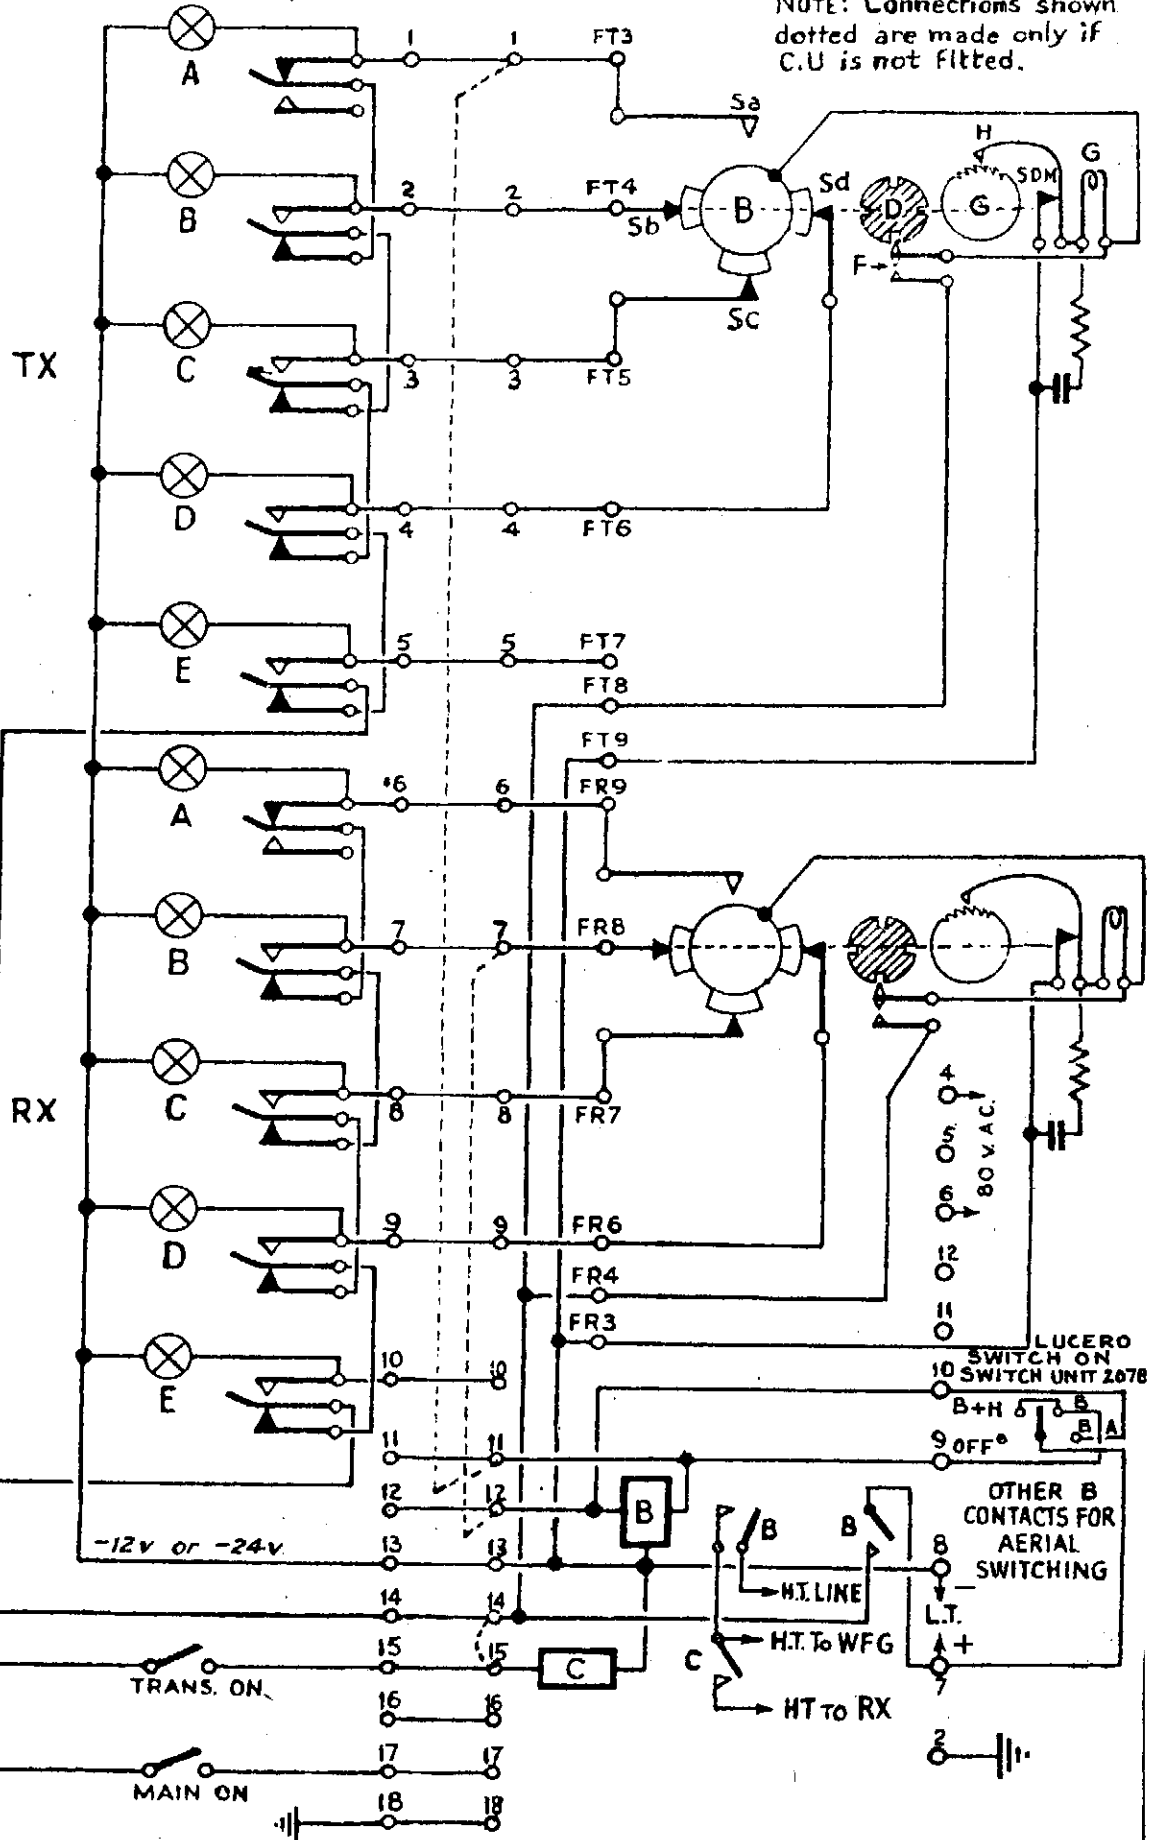 NOTE: Connections shown
dotted are made only if
C.U is not fitted.
A
1
1
FT3
Sa
H
G
SDM
B
2
2
FT4
Sb
B
Sd
D
G
F
Sc
TX
C
3
3
FT5
D
4
4
FT6
E
5
5
FT7
FT8
FT9
A
6
6
FR9
B
7
7
FR8
RX
C
8
8
FR7
4
5
6
80 V. AC.
D
9
9
FR6
12
FR4
11
FR3
LUCERO
SWITCH ON
SWITCH UNIT 207B
E
10
10
10
B+H
B
B
A
11
11
9
OFF
12
12
B
OTHER B
CONTACTS FOR
AERIAL
SWITCHING
B
B
-12v or -24v
13
13
8
H.T. LINE
14
14
L.T.
−
+
H.T. TO WFG
C
15
15
C
TRANS. ON
7
16
16
HT TO RX
2
17
17
MAIN ON
18
18